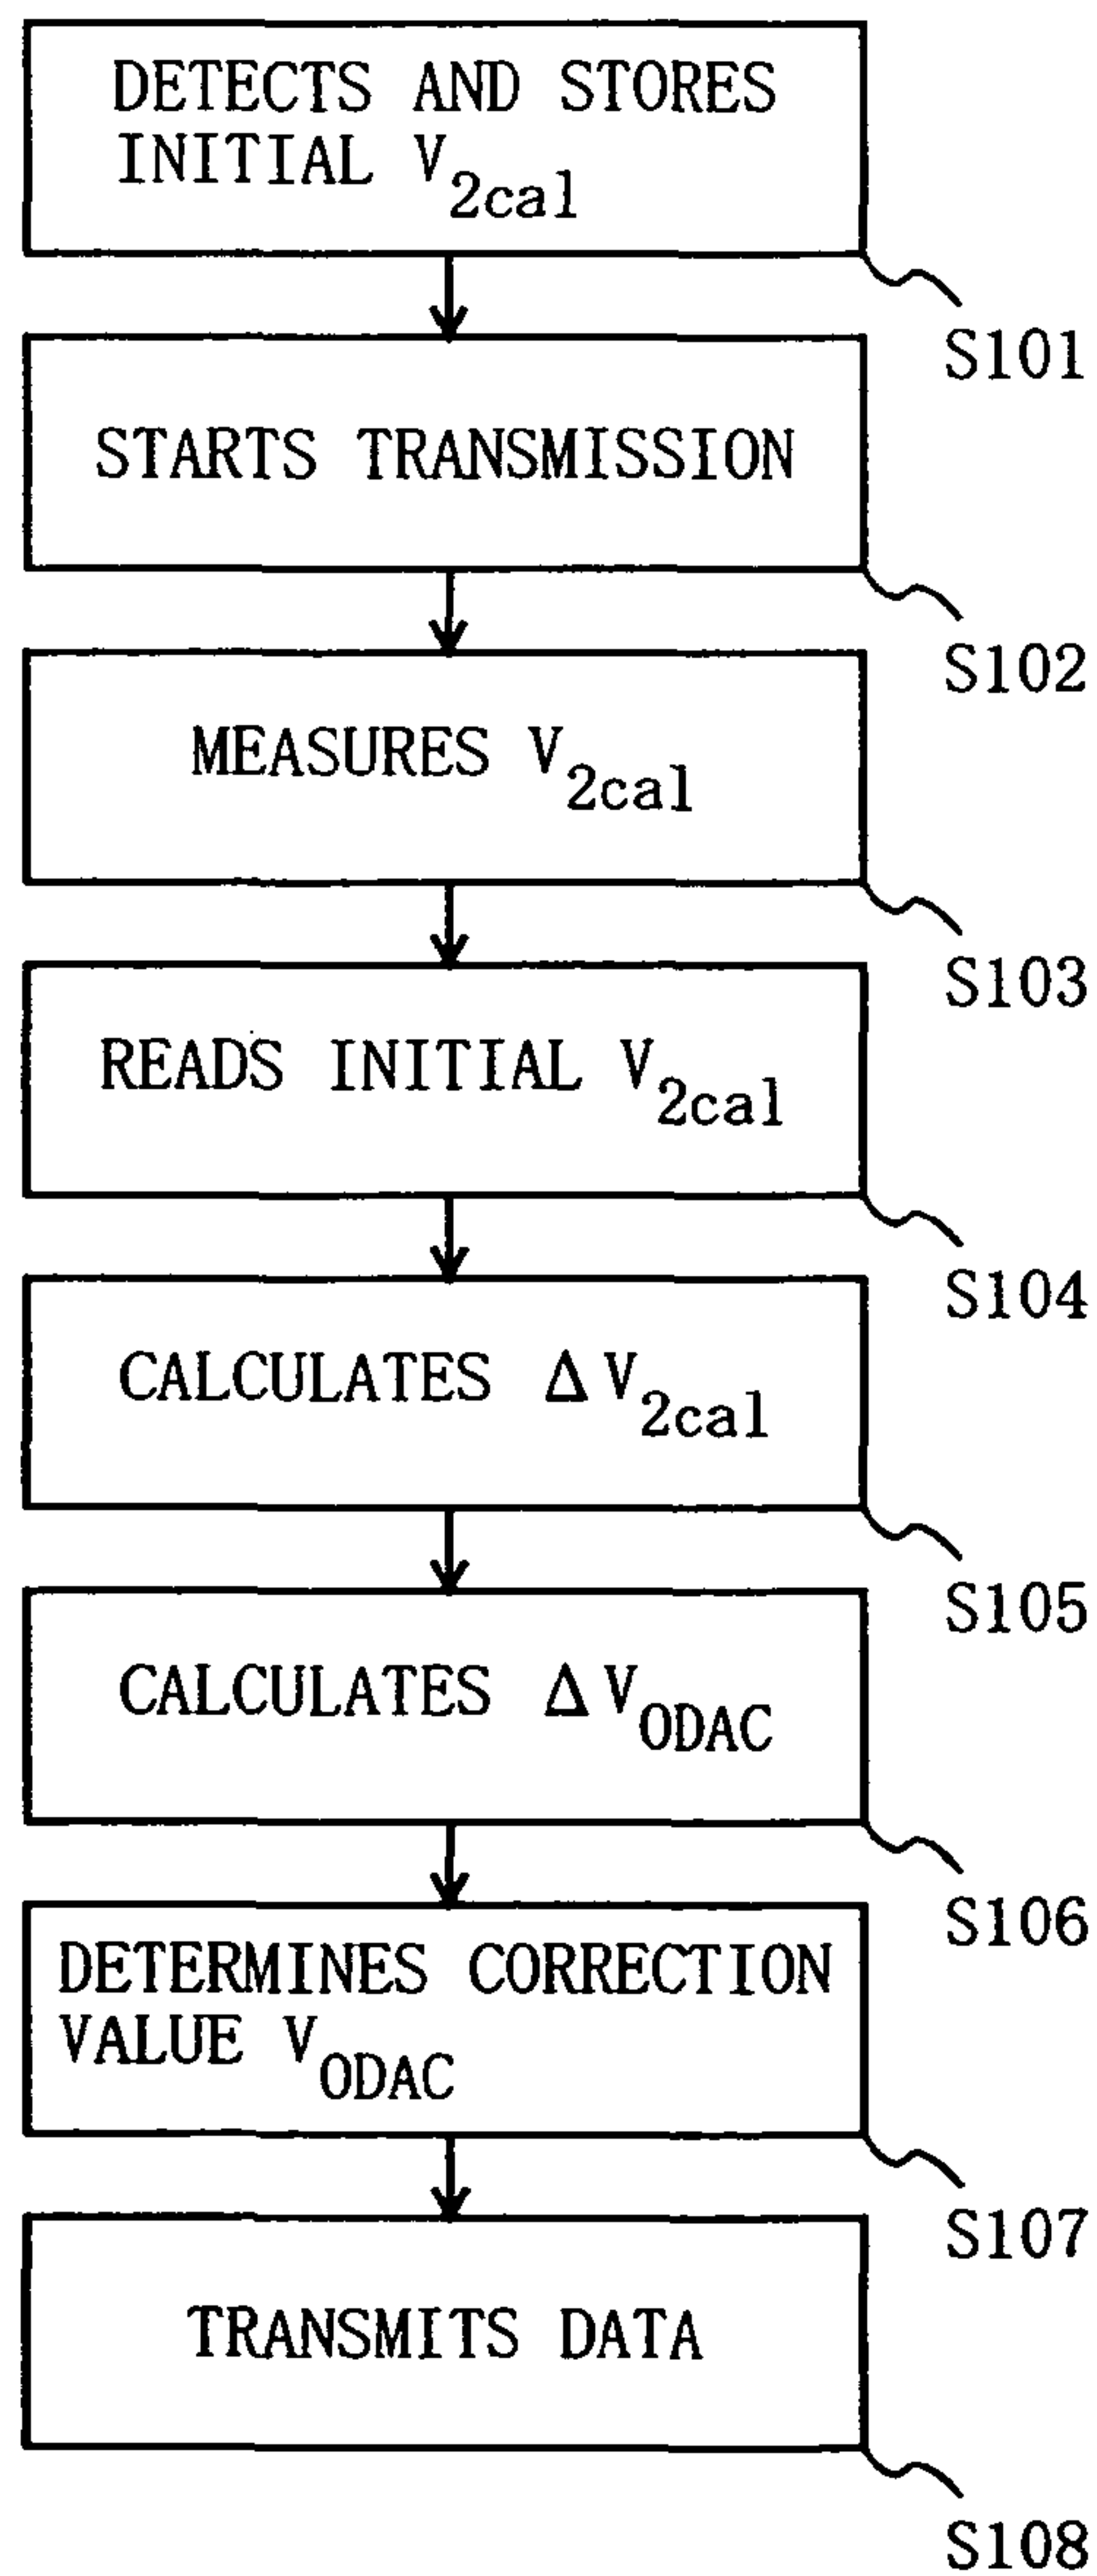 DETECTS AND STORES
INITIAL V2cal
S101
STARTS TRANSMISSION
S102
MEASURES V2cal
S103
READS INITIAL V2cal
S104
CALCULATES ΔV2cal
S105
CALCULATES ΔVODAC
S106
DETERMINES CORRECTION
VALUE VODAC
S107
TRANSMITS DATA
S108